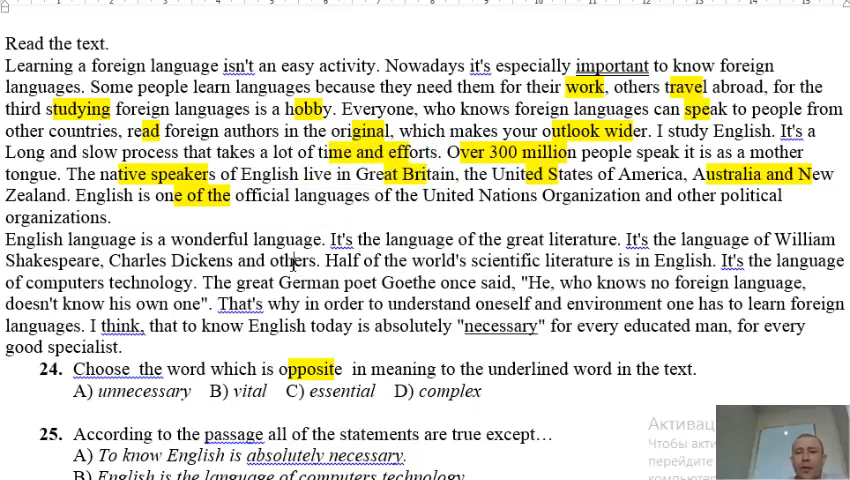 Read the text.
Learning a foreign language isn't an easy activity. Nowadays it's especially important to know foreign
languages. Some people learn languages because they need them for their work, others travel abroad, for the
third studying foreign languages is a hobby. Everyone, who knows foreign languages can speak to people from
other countries, read foreign authors in the original, which makes your outlook wider. I study English. It's a
Long and slow process that takes a lot of time and efforts. Over 300 million people speak it is as a mother
tongue. The native speakers of English live in Great Britain, the United States of America, Australia and New
Zealand. English is one of the official languages of the United Nations Organization and other political
organizations.
English language is a wonderful language. It's the language of the great literature. It's the language of William
Shakespeare, Charles Dickens and others. Half of the world's scientific literature is in English. It's the language
of computers technology. The great German poet Goethe once said, "He, who knows no foreign language,
doesn't know his own one". That's why in order to understand oneself and environment one has to learn foreign
languages. I think, that to know English today is absolutely "necessary" for every educated man, for every
good specialist.
24. Choose the word which is opposite in meaning to the underlined word in the text.
A) unnecessary B) vital C) essential D) complex
25. According to the passage all of the statements are true except…
A) To know English is absolutely necessary.
B) English is the language of computers technology
Активац
Чтобы акти
перейдите
компьютер